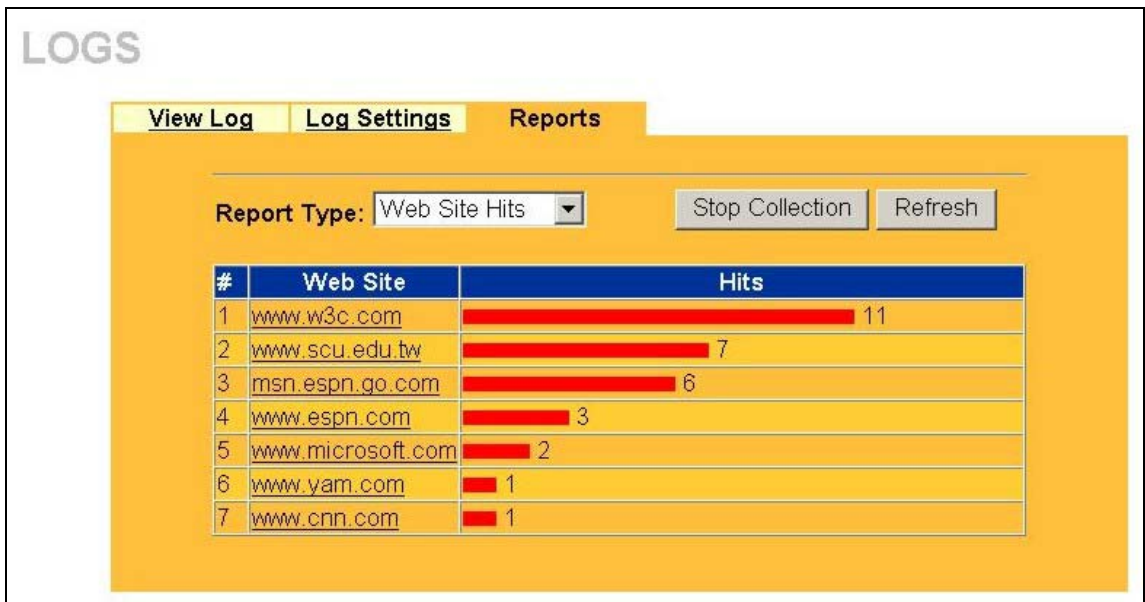 LOGS
View Log Log Settings Reports
Report Type: Web Site Hits Stop Collection Refresh
# Web Site Hits
1 www.w3c.com 11
2 www.scu.edu.tw 7
3 msn.espn.go.com 6
4 www.espn.com 3
5 www.microsoft.com 2
6 www.yam.com 1
7 www.cnn.com 1